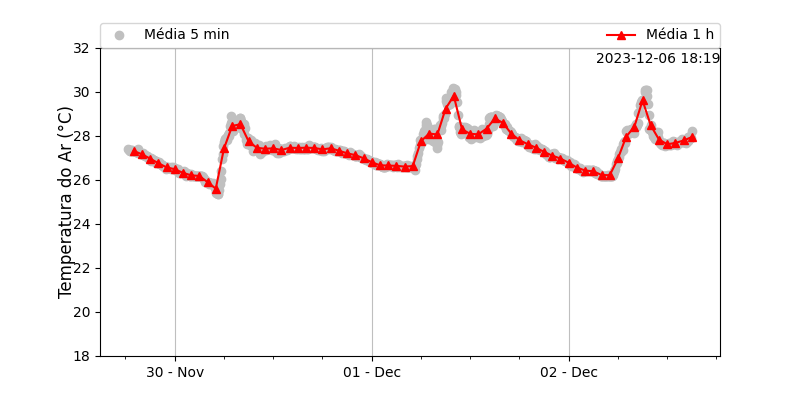 Média 5 min
Média 1 h
2023-12-06 18:19
Temperatura do Ar (°C)
32
30
28
26
24
22
20
18
30 - Nov
01 - Dec
02 - Dec